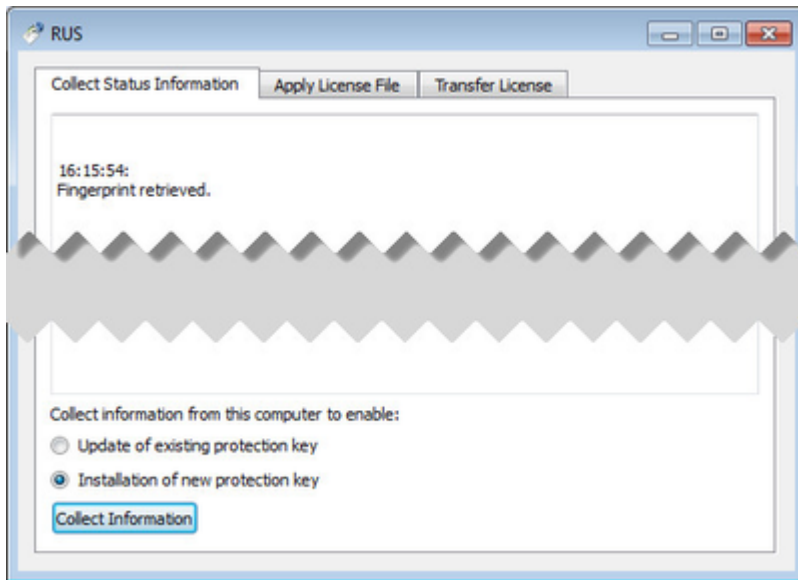 RUS
Collect Status Information
Apply License File
Transfer License
16:15:54:
Fingerprint retrieved.
Collect information from this computer to enable:
Update of existing protection key
Installation of new protection key
Collect Information